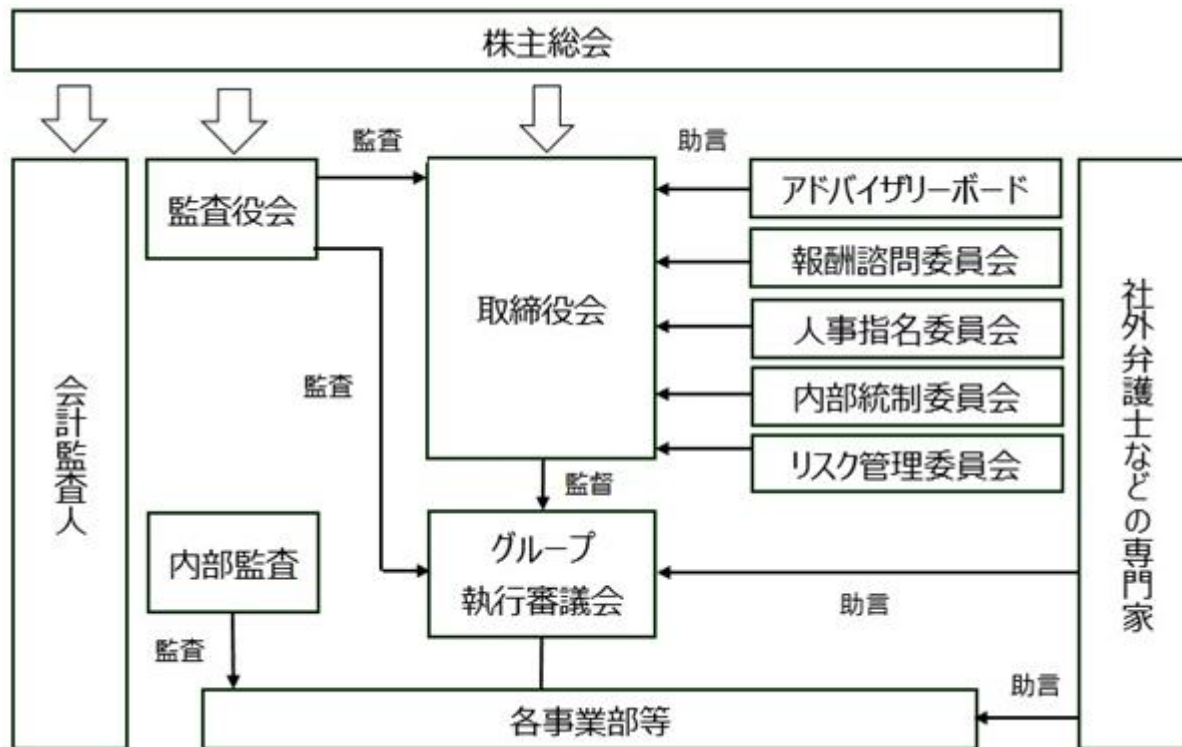 株主総会
監査
助言
監査役会
取締役会
アドバイザリーボード
報酬諮問委員会
人事指名委員会
内部統制委員会
リスク管理委員会
会計監査人
社外弁護士などの専門家
監査
監督
内部監査
グループ
執行審議会
助言
監査
助言
各事業部等